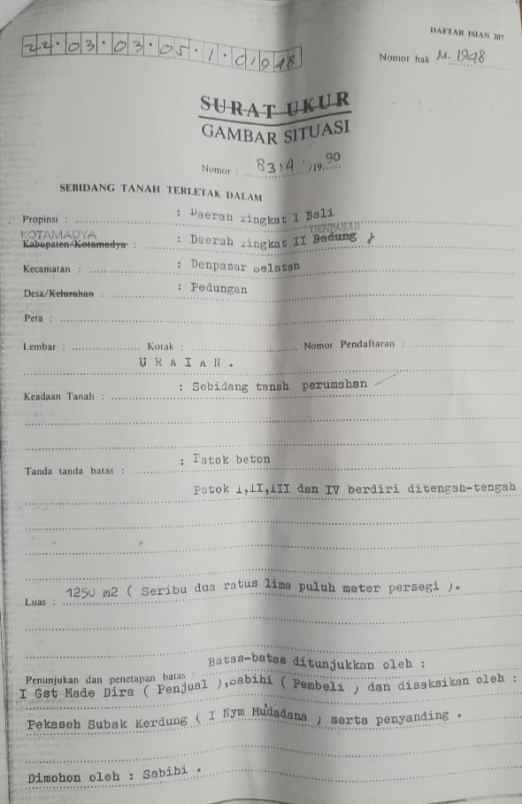 DAFTAR ISIAN 207
22.03.03.05.1.01948
Nomor hak M. 1948
SURAT UKUR
GAMBAR SITUASI
Nomor : 8314 /1990
SEBIDANG TANAH TERLETAK DALAM
Propinsi : : Daerah Tingkat I Bali
KOTAMADYA DENPASAR
Kabupaten/Kotamadya : : Daerah Tingkat II Badung
Kecamatan : : Denpasar Selatan
Desa/Kelurahan : : Pedungan
Peta :
Lembar : Kotak : Nomor Pendaftaran :
U R A I A N .
Keadaan Tanah : : Sebidang tanah perumahan
Tanda tanda batas : : Patok beton
Patok I,II,III dan IV berdiri ditengah-tengah
Luas : 1250 m2 ( Seribu dua ratus lima puluh meter persegi ).
Batas-batas ditunjukkan oleh :
Penunjukan dan penetapan batas :
I Gst Made Dira ( Penjual ),Sabibi ( Pembeli ) dan disaksikan oleh :
Pekaseh Subak Kerdung ( I Nym Mudadana ) serta penyanding .
Dimohon oleh : Sabibi .